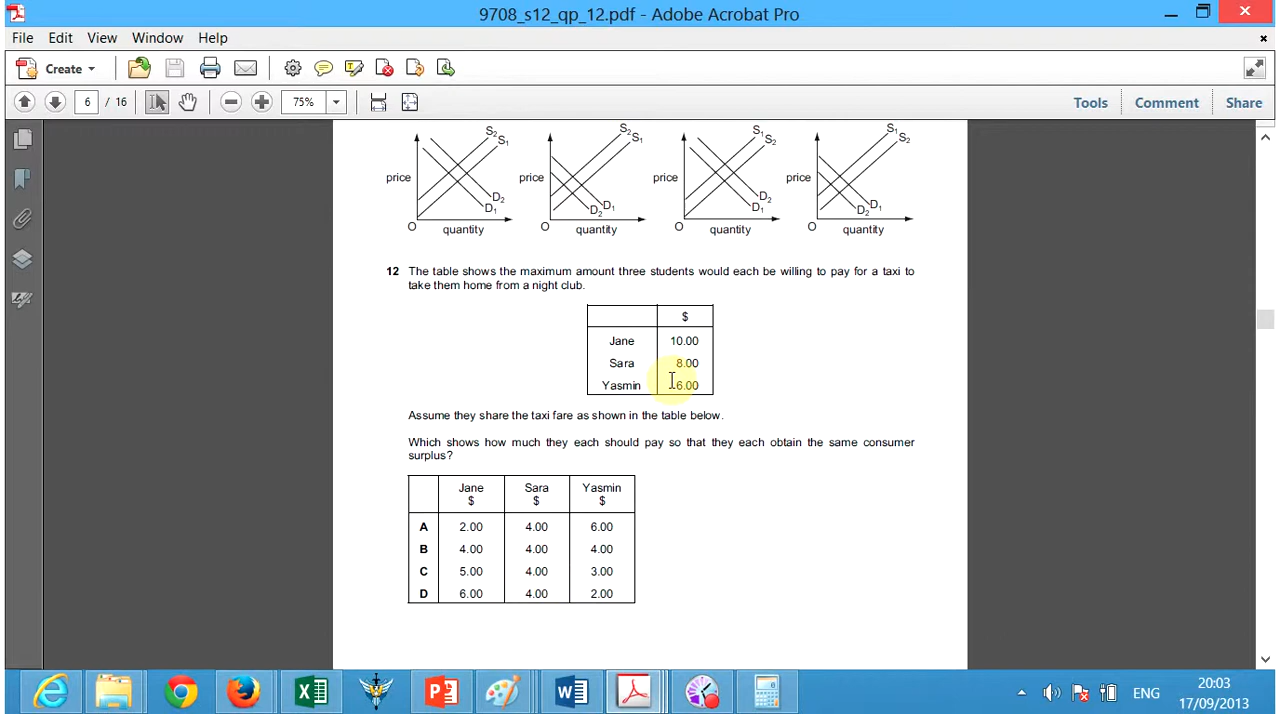 9708_s12_qp_12.pdf - Adobe Acrobat Pro
File Edit View Window Help
Create
6 / 16 75% Tools Comment Share
S2 S1 S2 S1 S1 S2 S1 S2
price price price price
D2 D1 D2 D1 D2 D1 D2 D1
O quantity O quantity O quantity O quantity
12 The table shows the maximum amount three students would each be willing to pay for a taxi to
take them home from a night club.
$
Jane 10.00
Sara 8.00
Yasmin 6.00
Assume they share the taxi fare as shown in the table below.
Which shows how much they each should pay so that they each obtain the same consumer
surplus?
Jane Sara Yasmin
$ $ $
A 2.00 4.00 6.00
B 4.00 4.00 4.00
C 5.00 4.00 3.00
D 6.00 4.00 2.00
ENG
20:03
17/09/2013